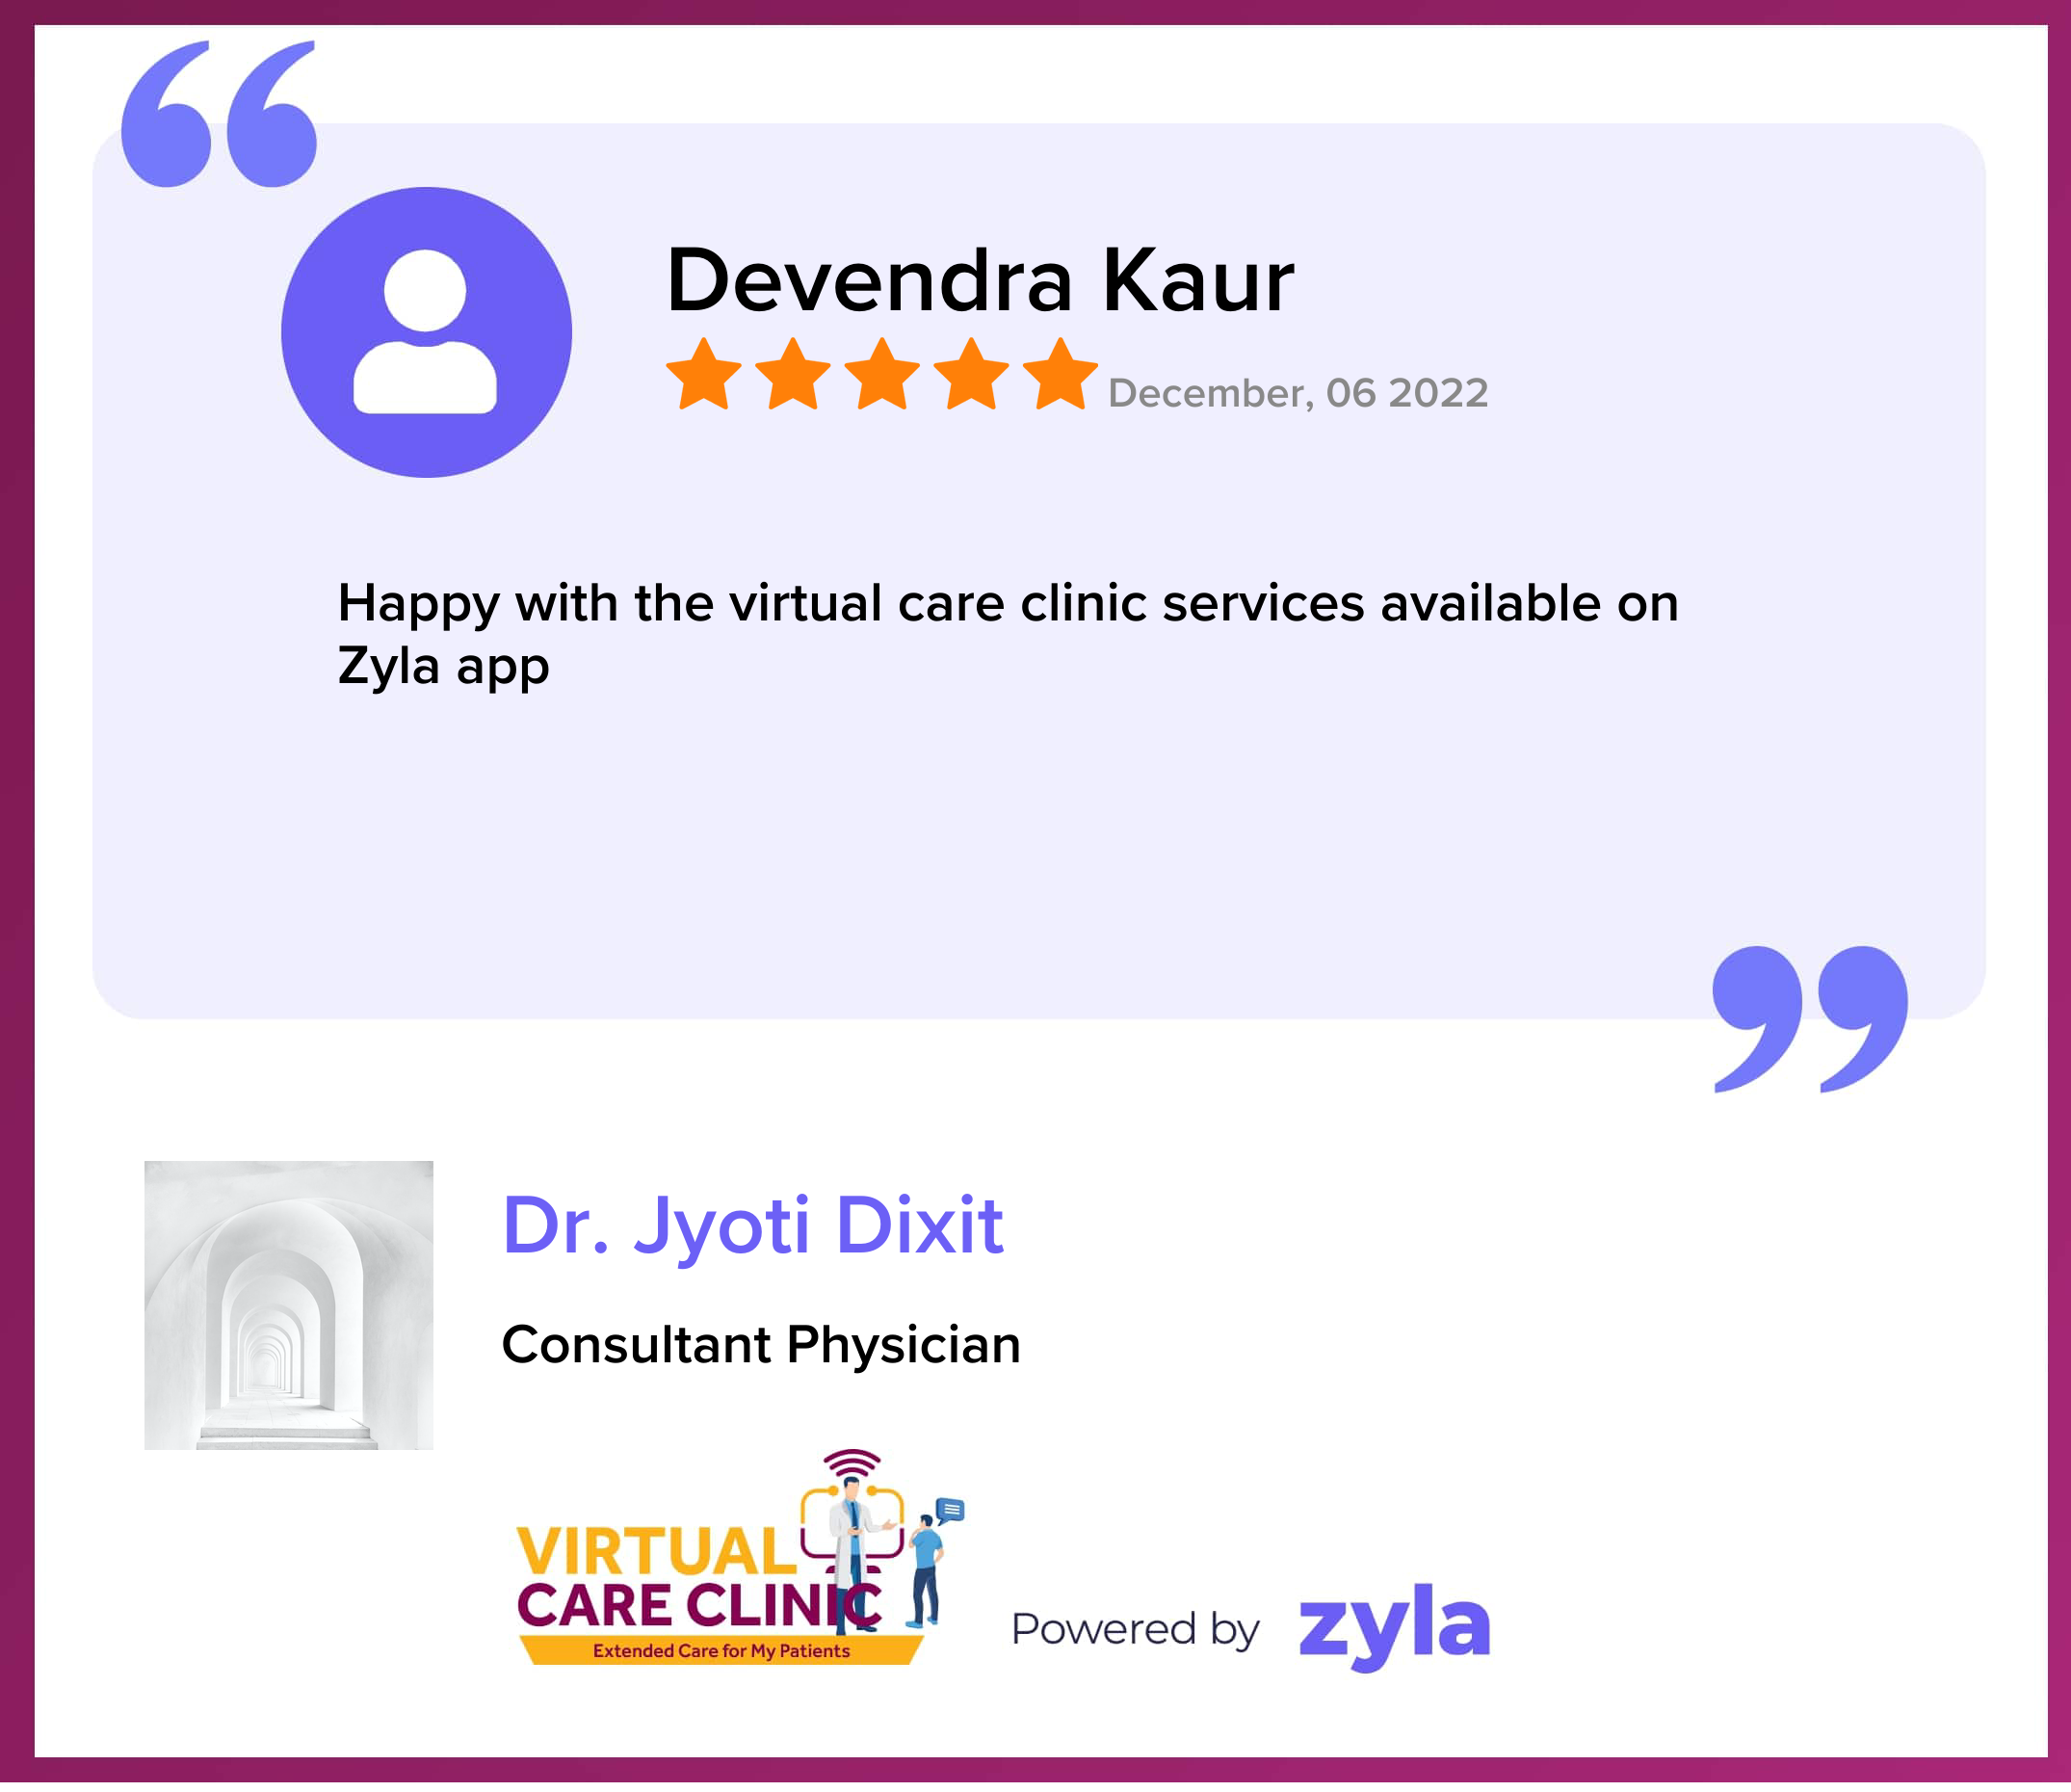 Devendra Kaur
December, 06 2022
Happy with the virtual care clinic services available on
Zyla app
Dr. Jyoti Dixit
Consultant Physician
VIRTUAL
CARE CLINIC
Extended Care for My Patients
Powered by zyla